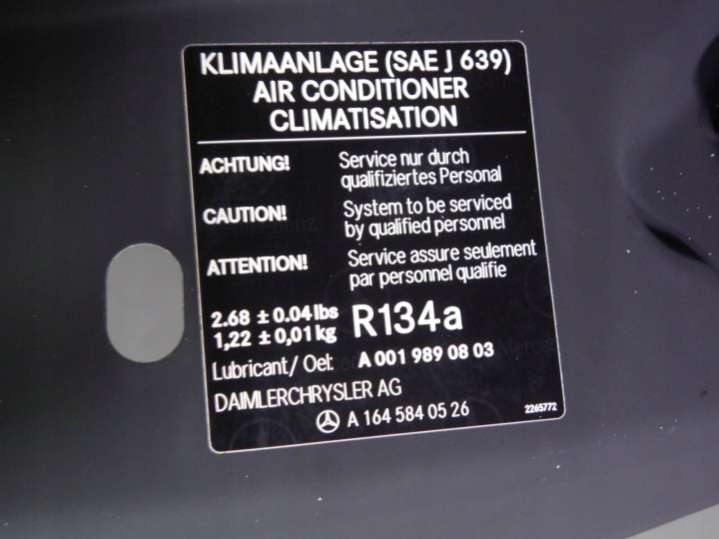 KLIMAANLAGE (SAE J 639)
AIR CONDITIONER
CLIMATISATION
ACHTUNG! Service nur durch
qualifiziertes Personal
CAUTION! System to be serviced
by qualified personnel
ATTENTION! Service assure seulement
par personnel qualifie
2.68 ± 0.04 lbs
1,22 ± 0,01 kg R134a
Lubricant/ Oel: A 001 989 08 03
DAIMLERCHRYSLER AG
A 164 584 05 26
2265772